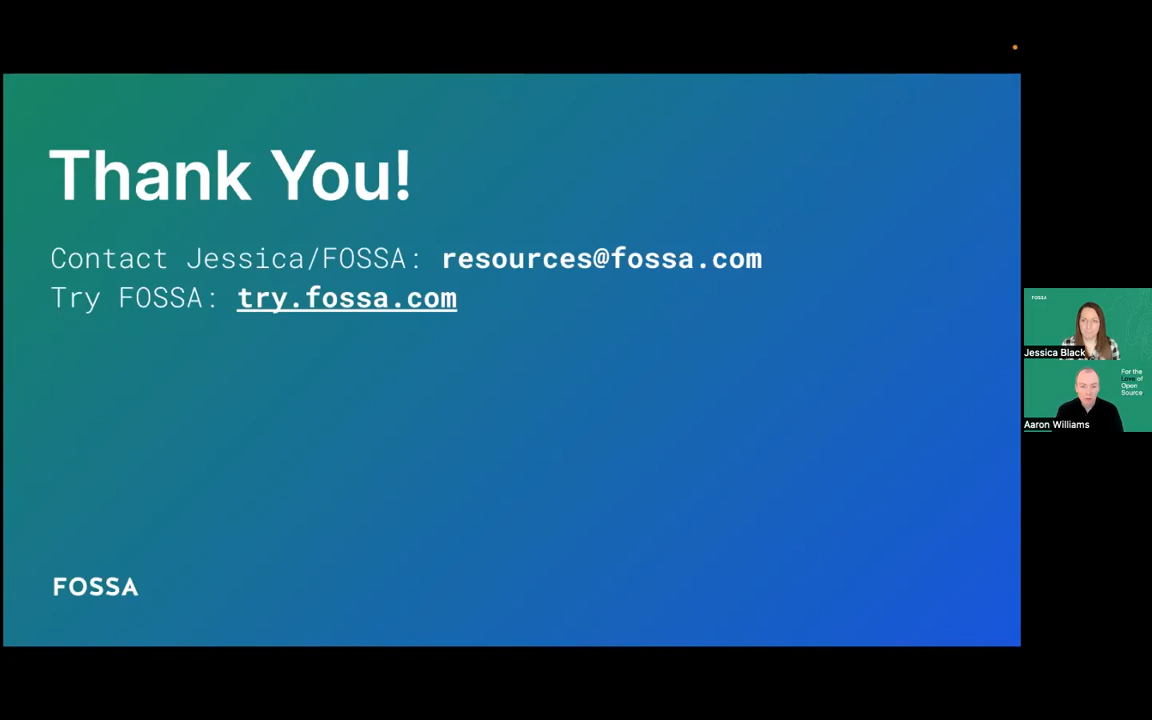 Thank You!
Contact Jessica/FOSSA: resources@fossa.com
Try FOSSA: try.fossa.com
FOSSA
FOSSA
Jessica Black
For the
Love of
Open
Source
Aaron Williams